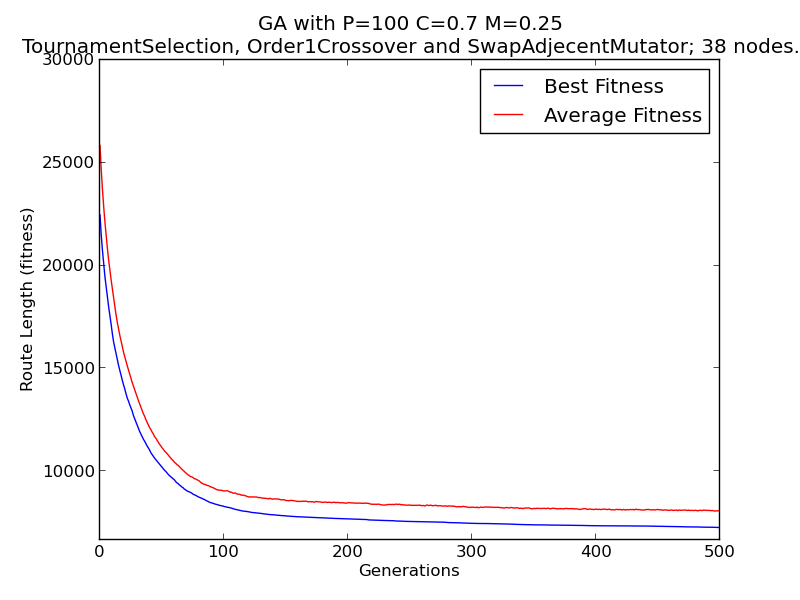 GA with P=100 C=0.7 M=0.25
TournamentSelection, Order1Crossover and SwapAdjecentMutator; 38 nodes.
Best Fitness
Average Fitness
30000
25000
20000
15000
10000
Route Length (fitness)
0 100 200 300 400 500
Generations